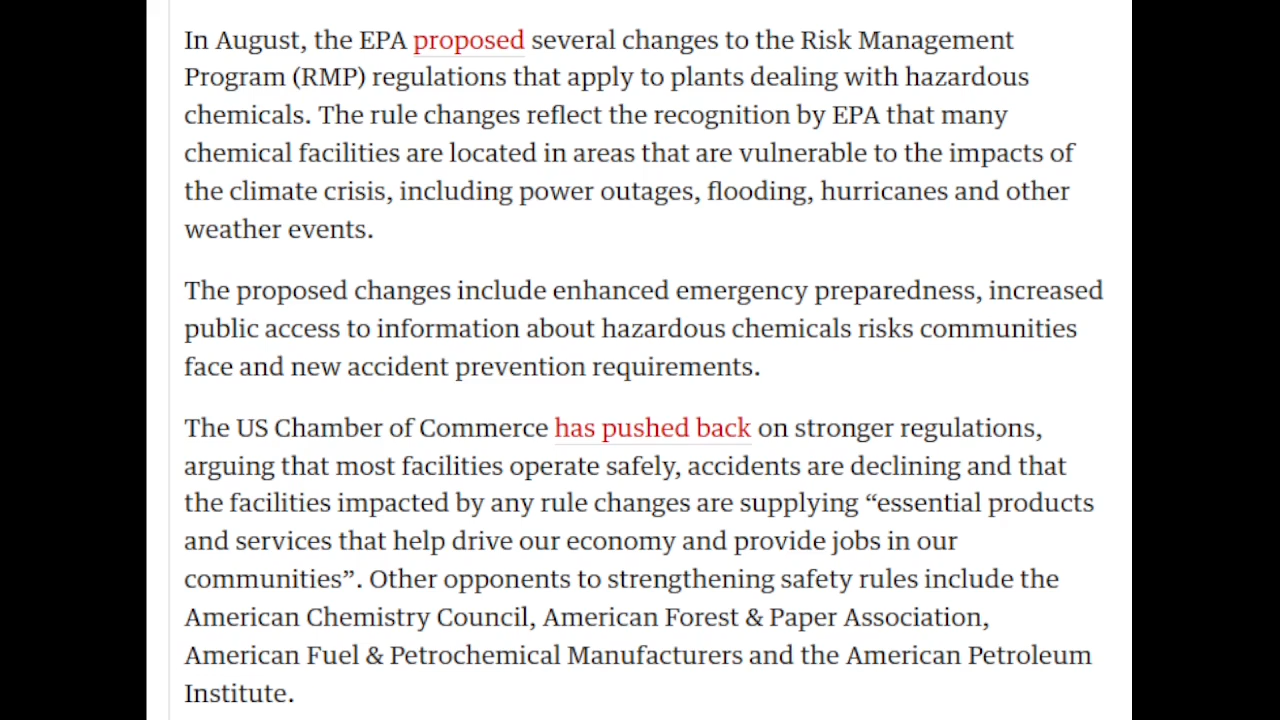 In August, the EPA proposed several changes to the Risk Management
Program (RMP) regulations that apply to plants dealing with hazardous
chemicals. The rule changes reflect the recognition by EPA that many
chemical facilities are located in areas that are vulnerable to the impacts of
the climate crisis, including power outages, flooding, hurricanes and other
weather events.
The proposed changes include enhanced emergency preparedness, increased
public access to information about hazardous chemicals risks communities
face and new accident prevention requirements.
The US Chamber of Commerce has pushed back on stronger regulations,
arguing that most facilities operate safely, accidents are declining and that
the facilities impacted by any rule changes are supplying “essential products
and services that help drive our economy and provide jobs in our
communities”. Other opponents to strengthening safety rules include the
American Chemistry Council, American Forest & Paper Association,
American Fuel & Petrochemical Manufacturers and the American Petroleum
Institute.